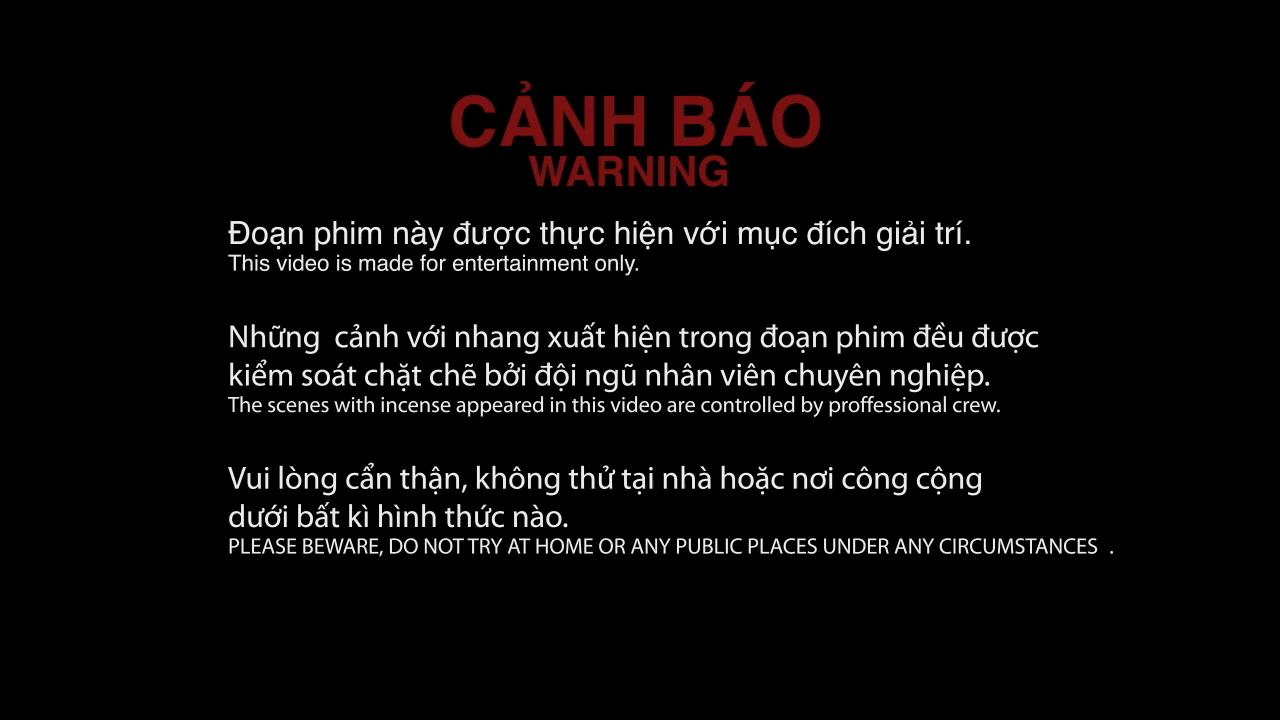 CẢNH BÁO
WARNING
Đoạn phim này được thực hiện với mục đích giải trí.
This video is made for entertainment only.
Những  cảnh với nhang xuất hiện trong đoạn phim đều được
kiểm soát chặt chẽ bởi đội ngũ nhân viên chuyên nghiệp.
The scenes with incense appeared in this video are controlled by proffessional crew.
Vui lòng cẩn thận, không thử tại nhà hoặc nơi công cộng
dưới bất kì hình thức nào.
PLEASE BEWARE, DO NOT TRY AT HOME OR ANY PUBLIC PLACES UNDER ANY CIRCUMSTANCES  .